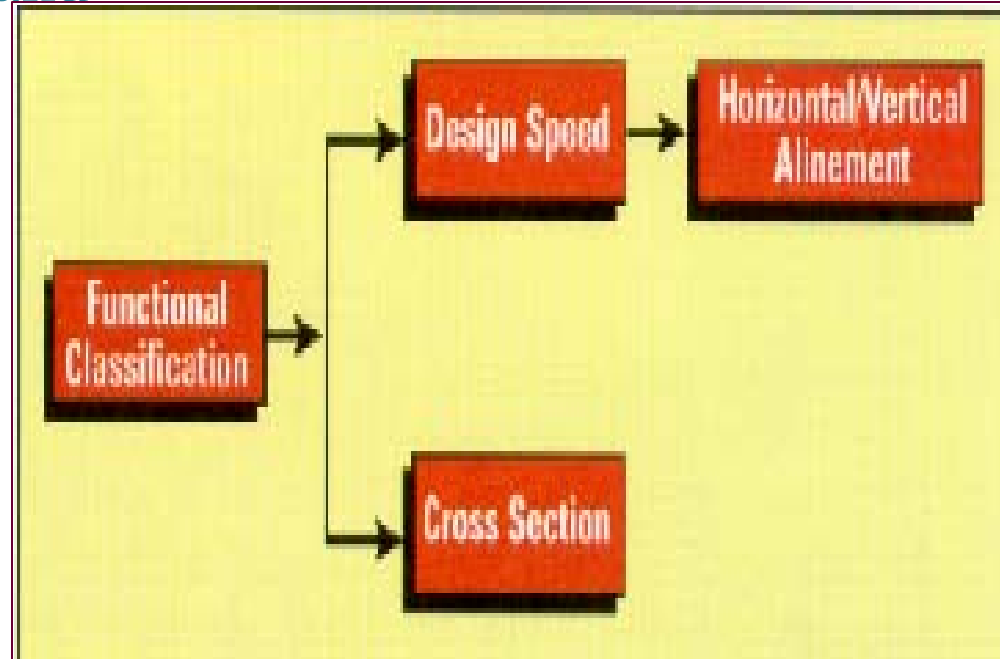 Design Speed
Horizontal/Vertical
Alinement
Functional
Classification
Cross Section